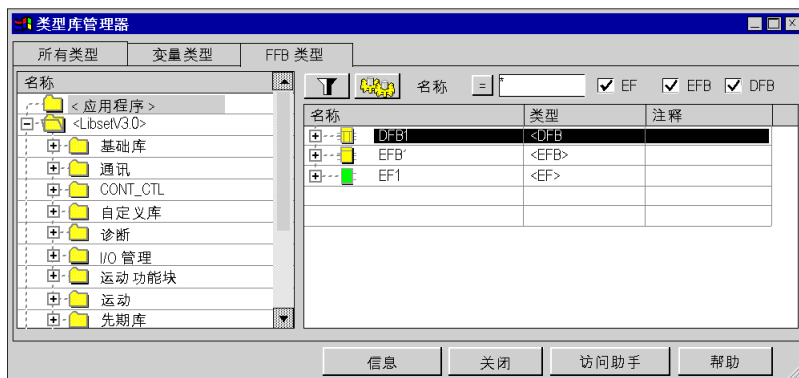 类型库管理器
所有类型 变量类型 FFB 类型
名称
<应用程序>
<LibsetV3.0>
基础库
通讯
CONT_CTL
自定义库
诊断
I/O 管理
运动功能块
运动
先期库
名称 = * EF EFB DFB
名称 类型 注释
DFB1 <DFB
EFB1 <EFB>
EF1 <EF>
信息 关闭 访问助手 帮助